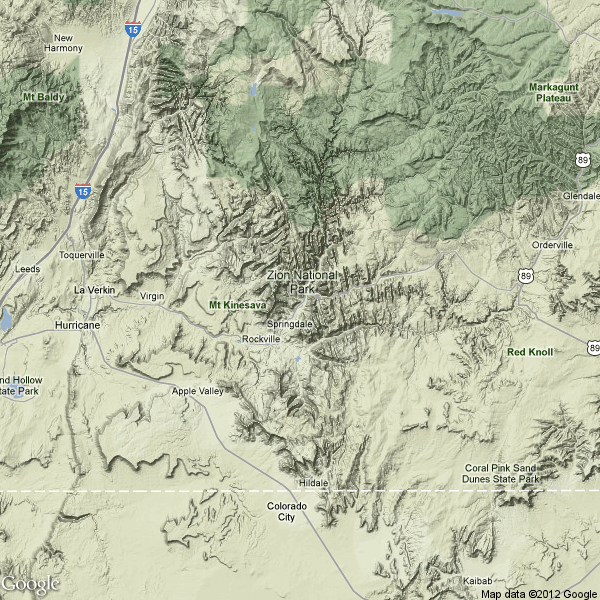 15
New
Harmony
Mt Baldy
Markagunt
Plateau
89
15
Glendale
Toquerville
Orderville
Leeds
Zion National
Park
89
La Verkin
Virgin
Mt Kinesava
Hurricane
Springdale
Rockville
89
Red Knoll
nd Hollow
tate Park
Apple Valley
Coral Pink Sand
Dunes State Park
Hildale
Colorado
City
Kaibab
Google
Map data ©2012 Google